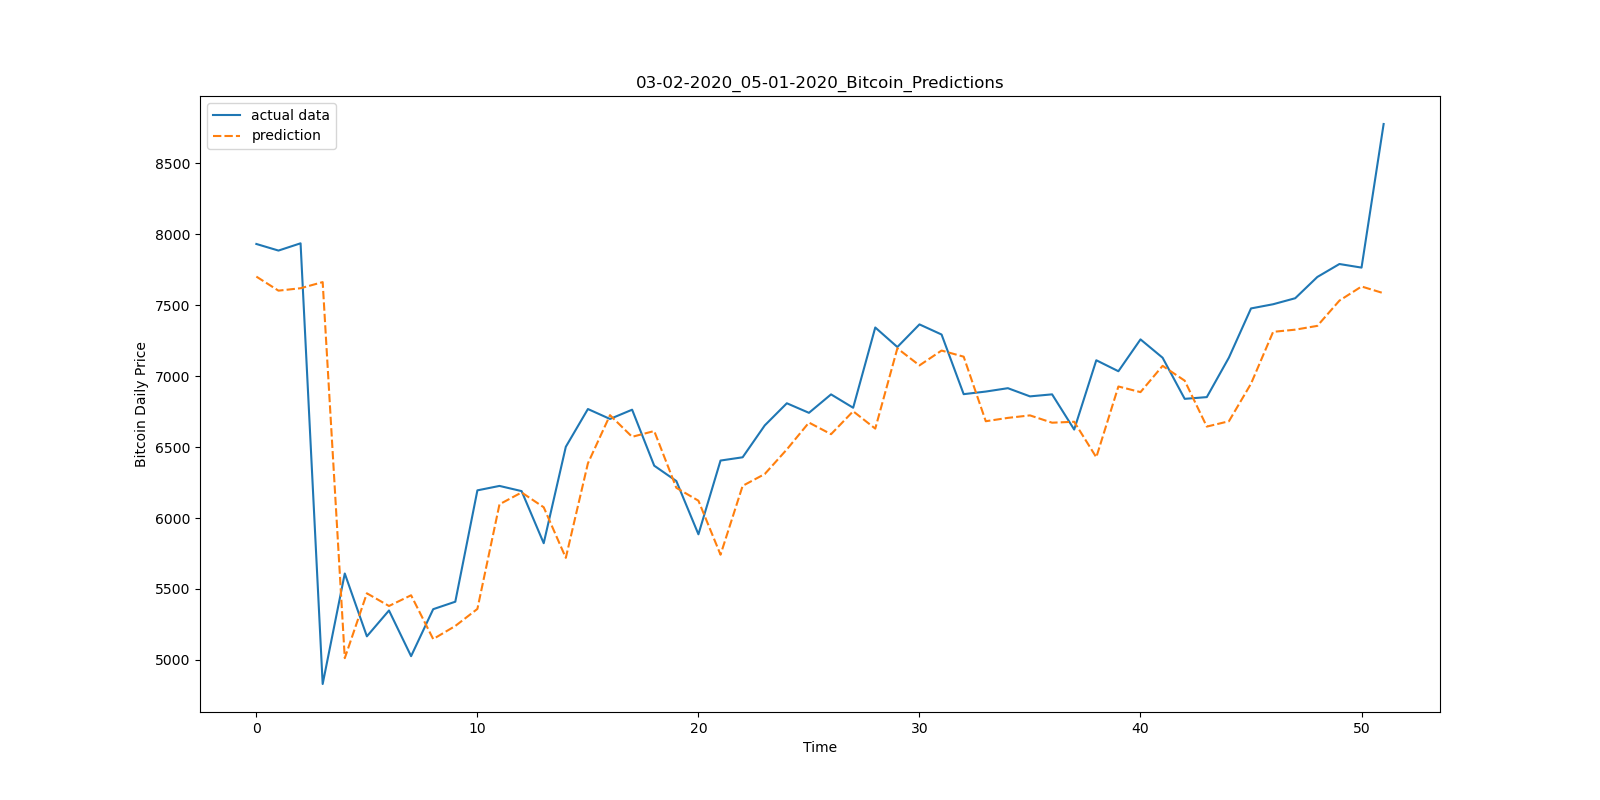 03-02-2020_05-01-2020_Bitcoin_Predictions
actual data
prediction
8500
8000
7500
7000
6500
6000
5500
5000
Bitcoin Daily Price
0 10 20 30 40 50
Time